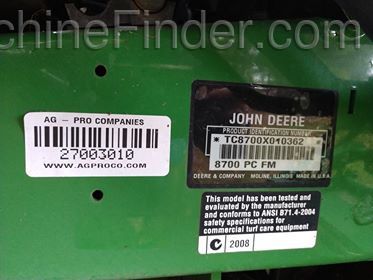 chineFinder.com
AG - PRO COMPANIES
27003010
WWW.AGPROCO.COM
JOHN DEERE
PRODUCT IDENTIFICATION NUMBER
*TC8700X010362*
8700 PC FM
DEERE & COMPANY MOLINE, ILLINOIS MADE IN U.S.A.
This unit has been tested and
evaluated by the manufacturer
and conforms to ANSI B71.4-2004
safety specifications for
commercial turf care equipment
2008